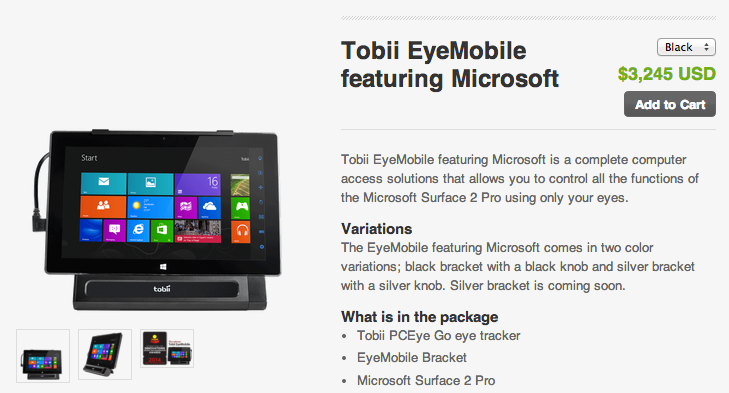 Tobii EyeMobile
featuring Microsoft
Black
$3,245 USD
Add to Cart
Tobii EyeMobile featuring Microsoft is a complete computer
access solutions that allows you to control all the functions of
the Microsoft Surface 2 Pro using only your eyes.
Variations
The EyeMobile featuring Microsoft comes in two color
variations; black bracket with a black knob and silver bracket
with a silver knob. Silver bracket is coming soon.
What is in the package
• Tobii PCEye Go eye tracker
• EyeMobile Bracket
• Microsoft Surface 2 Pro
Start
16
tobii